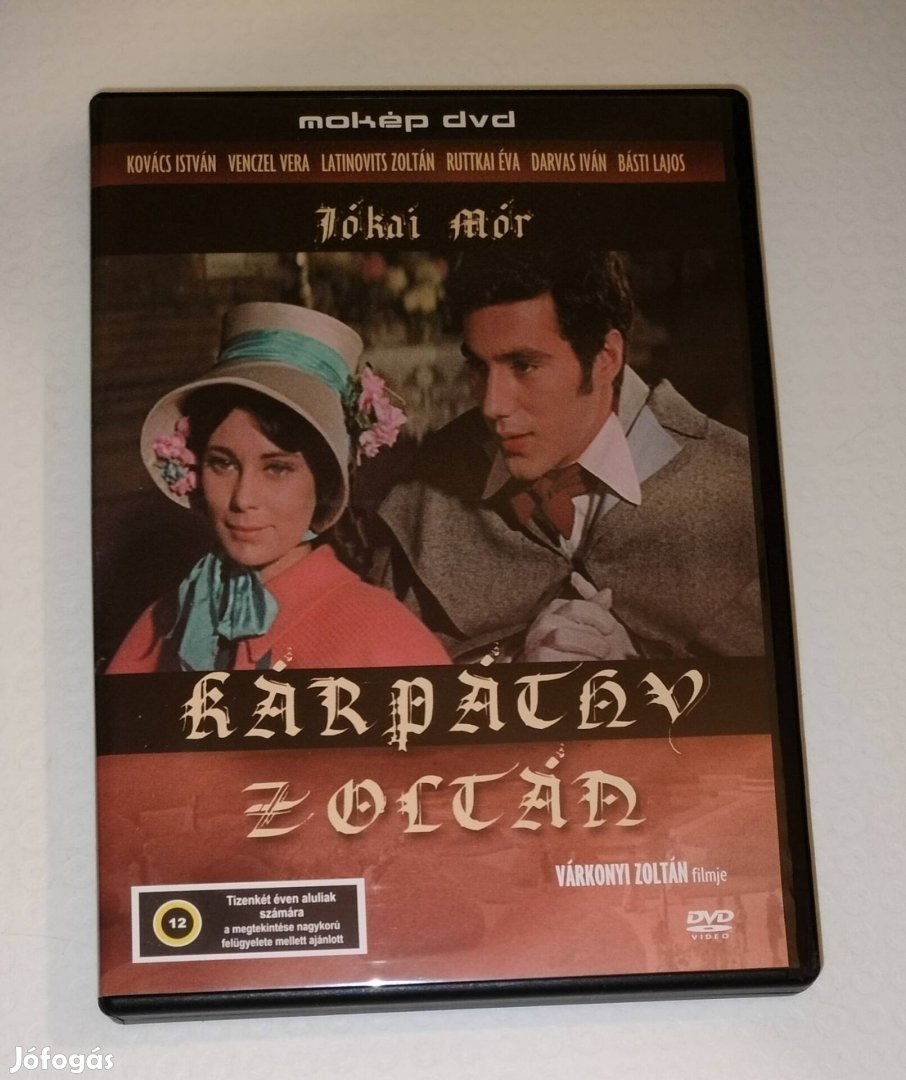 mokép dvd
KOVÁCS ISTVÁN VENCZEL VERA LATINOVITS ZOLTÁN RUTTKAI ÉVA DARVAS IVÁN BÁSTI LAJOS
Jókai Mór
KÁRPÁTHY
ZOLTÁN
VÁRKONYI ZOLTÁN filmje
12
Tizenkét éven aluliak
számára
a megtekintése nagykorú
felügyelete mellett ajánlott
DVD
VIDEO
Jófogás